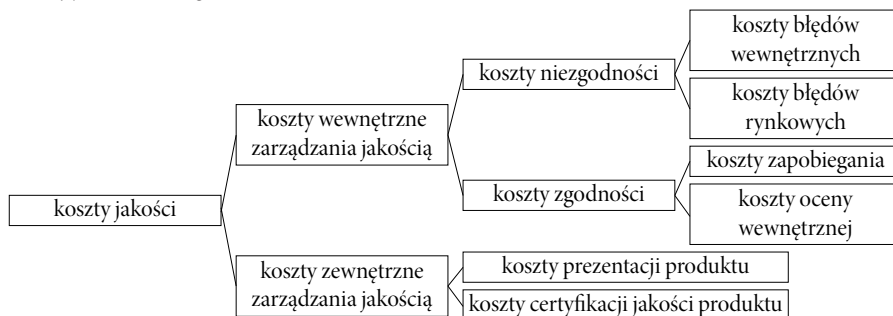 koszty błędów
wewnętrznych
koszty niezgodności
koszty błędów
rynkowych
koszty wewnętrzne
zarządzania jakością
koszty zapobiegania
koszty zgodności
koszty oceny
wewnętrznej
koszty jakości
koszty zewnętrzne
zarządzania jakością
koszty prezentacji produktu
koszty certyfikacji jakości produktu